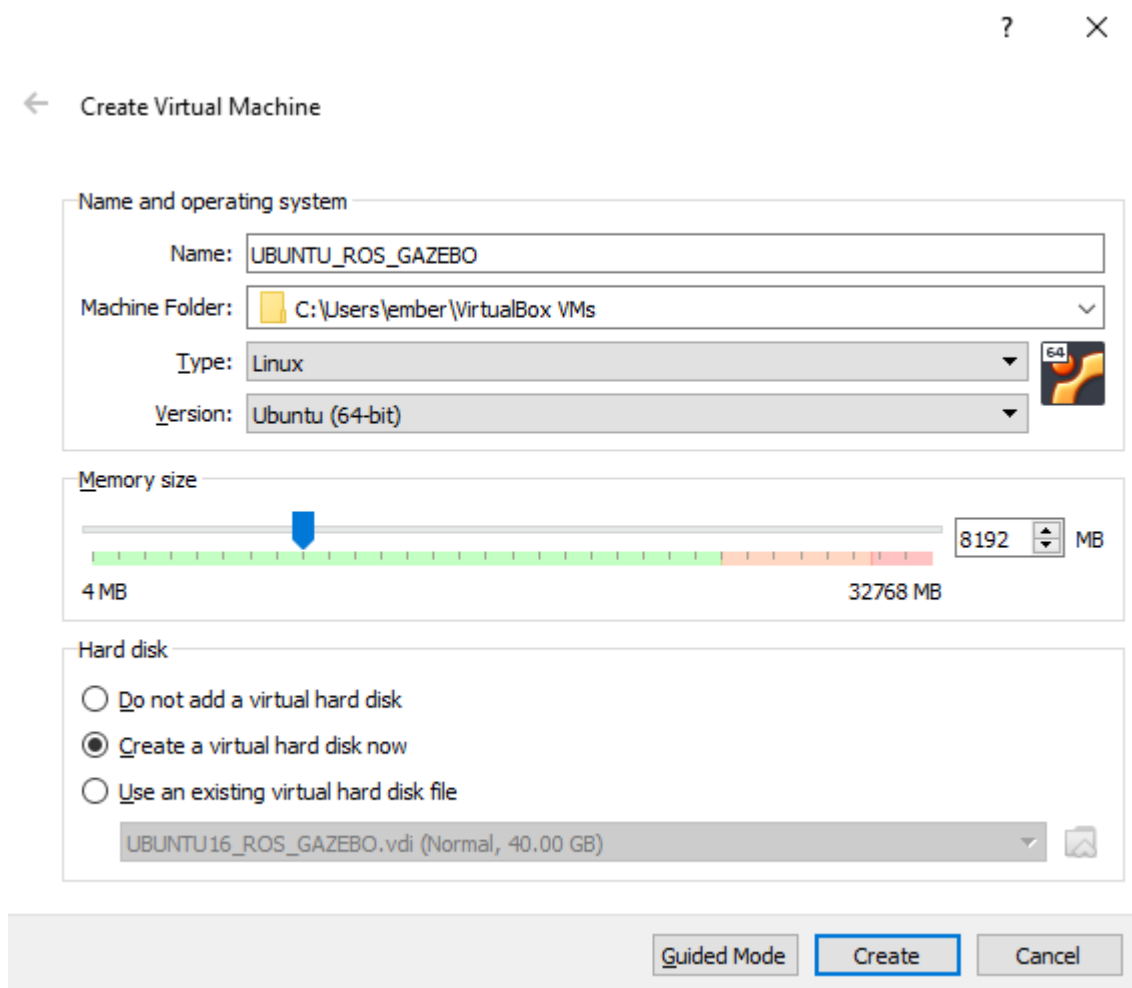 ?
Create Virtual Machine
Name and operating system
Name: UBUNTU_ROS_GAZEBO
Machine Folder: C:\Users\ember\VirtualBox VMs
Type: Linux
64
Version: Ubuntu (64-bit)
Memory size
8192 MB
4 MB 32768 MB
Hard disk
Do not add a virtual hard disk
Create a virtual hard disk now
Use an existing virtual hard disk file
UBUNTU16_ROS_GAZEBO.vdi (Normal, 40.00 GB)
Guided Mode Create Cancel